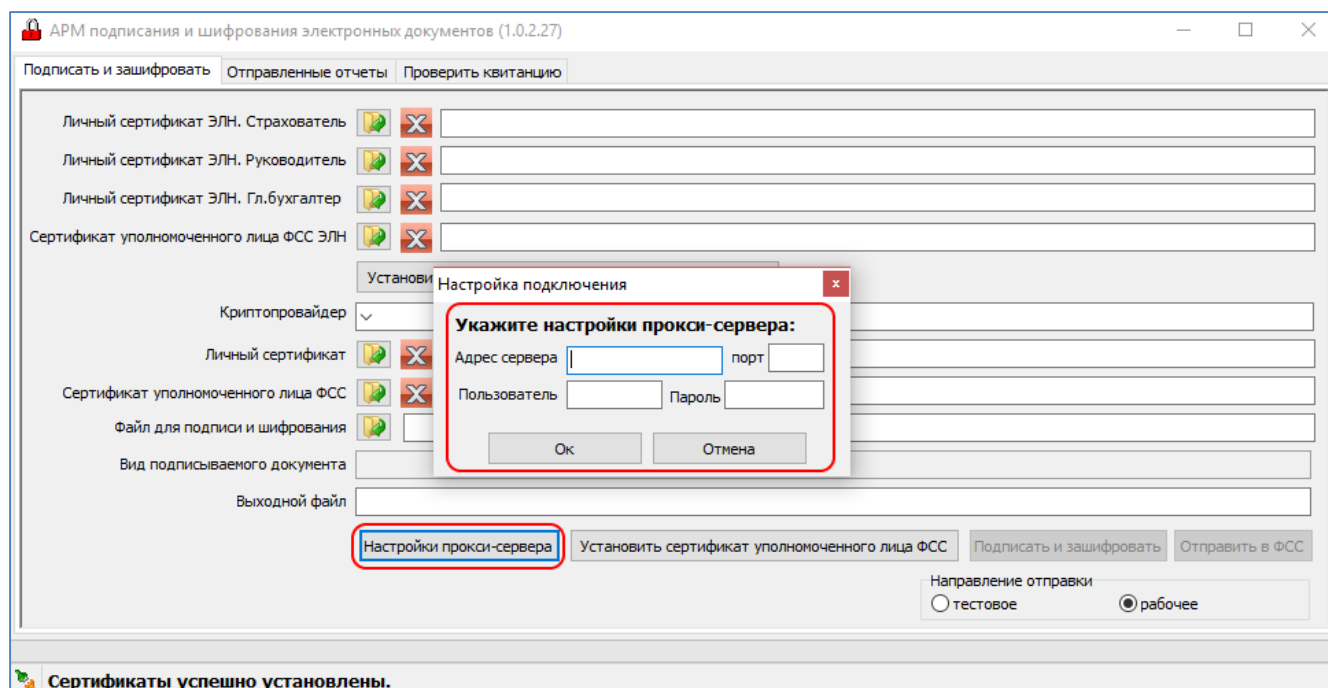 АРМ подписания и шифрования электронных документов (1.0.2.27)
Подписать и зашифровать Отправленные отчеты Проверить квитанцию
Личный сертификат ЭЛН. Страхователь
Личный сертификат ЭЛН. Руководитель
Личный сертификат ЭЛН. Гл.бухгалтер
Сертификат уполномоченного лица ФСС ЭЛН
Установи
Настройка подключения
Криптопровайдер
Укажите настройки прокси-сервера:
Личный сертификат
Адрес сервера порт
Сертификат уполномоченного лица ФСС
Пользователь Пароль
Файл для подписи и шифрования
Ок Отмена
Вид подписываемого документа
Выходной файл
Настройки прокси-сервера Установить сертификат уполномоченного лица ФСС Подписать и зашифровать Отправить в ФСС
Направление отправки
тестовое рабочее
Сертификаты успешно установлены.